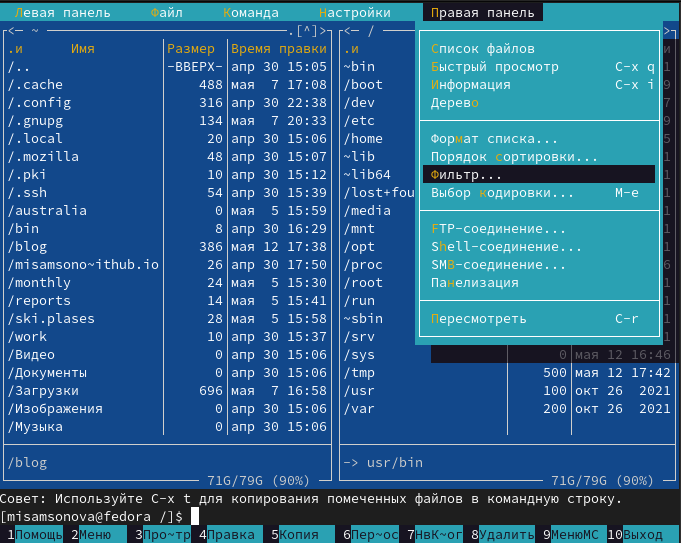 Левая панель Файл Команда Настройки Правая панель
<─ ~ .[^]>
.и Имя Размер Время правки
/.. -ВВЕРХ- апр 30 15:05
/.cache 488 мая 7 17:08
/.config 316 апр 30 22:38
/.gnupg 134 мая 7 20:33
/.local 20 апр 30 15:06
/.mozilla 48 апр 30 15:07
/.pki 10 апр 30 15:12
/.ssh 54 апр 30 15:39
/australia 0 мая 5 15:59
/bin 8 апр 30 16:29
/blog 386 мая 12 17:38
/misamsono~ithub.io 26 апр 30 17:50
/monthly 24 мая 5 15:30
/reports 14 мая 5 15:41
/ski.plases 28 мая 5 15:58
/work 10 апр 30 15:37
/Видео 0 апр 30 15:06
/Документы 0 апр 30 15:06
/Загрузки 696 мая 7 16:58
/Изображения 0 апр 30 15:06
/Музыка 0 апр 30 15:06
/blog
71G/79G (90%)
<─ / >
.и и
~bin
/boot
/dev
/etc
/home
~lib
~lib64
/lost+fou
/media
/mnt
/opt
/proc
/root
/run
~sbin
/srv
/sys 0 мая 12 16:46
/tmp 500 мая 12 17:42
/usr 100 окт 26 2021
/var 200 окт 26 2021
-> usr/bin
71G/79G (90%)
Список файлов
Быстрый просмотр C-x q
Информация C-x i
Дерево
Формат списка...
Порядок сортировки...
Фильтр...
Выбор кодировки... M-e
FTP-соединение...
Shell-соединение...
SMB-соединение...
Панелизация
Пересмотреть C-r
Совет: Используйте C-x t для копирования помеченных файлов в командную строку.
[misamsonova@fedora /]$
1Помощь 2Меню 3Про~тр 4Правка 5Копия 6Пер~ос 7НвК~ог 8Удалить 9МенюMC 10Выход